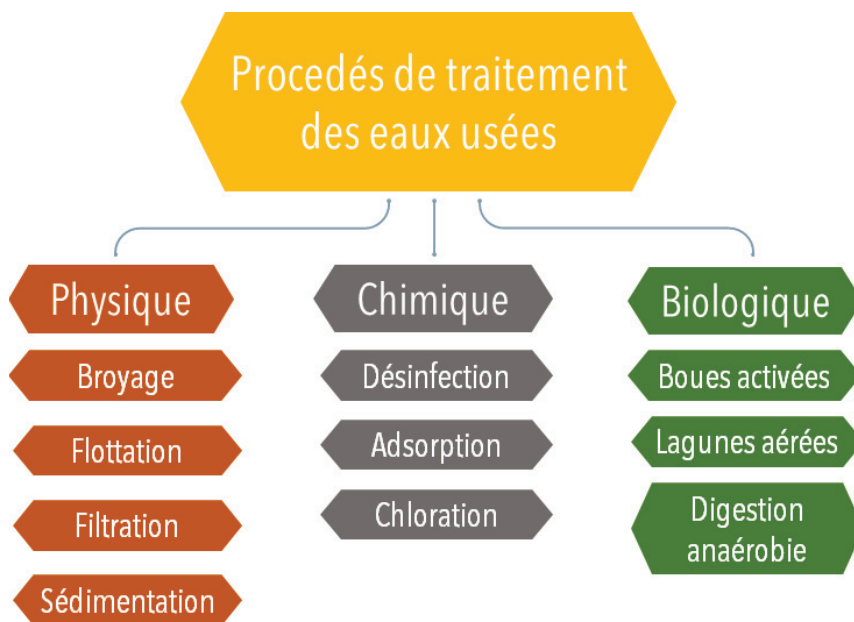 Procedés de traitement
des eaux usées
Physique
Broyage
Flottation
Filtration
Sédimentation
Chimique
Désinfection
Adsorption
Chloration
Biologique
Boues activées
Lagunes aérées
Digestion
anaérobie